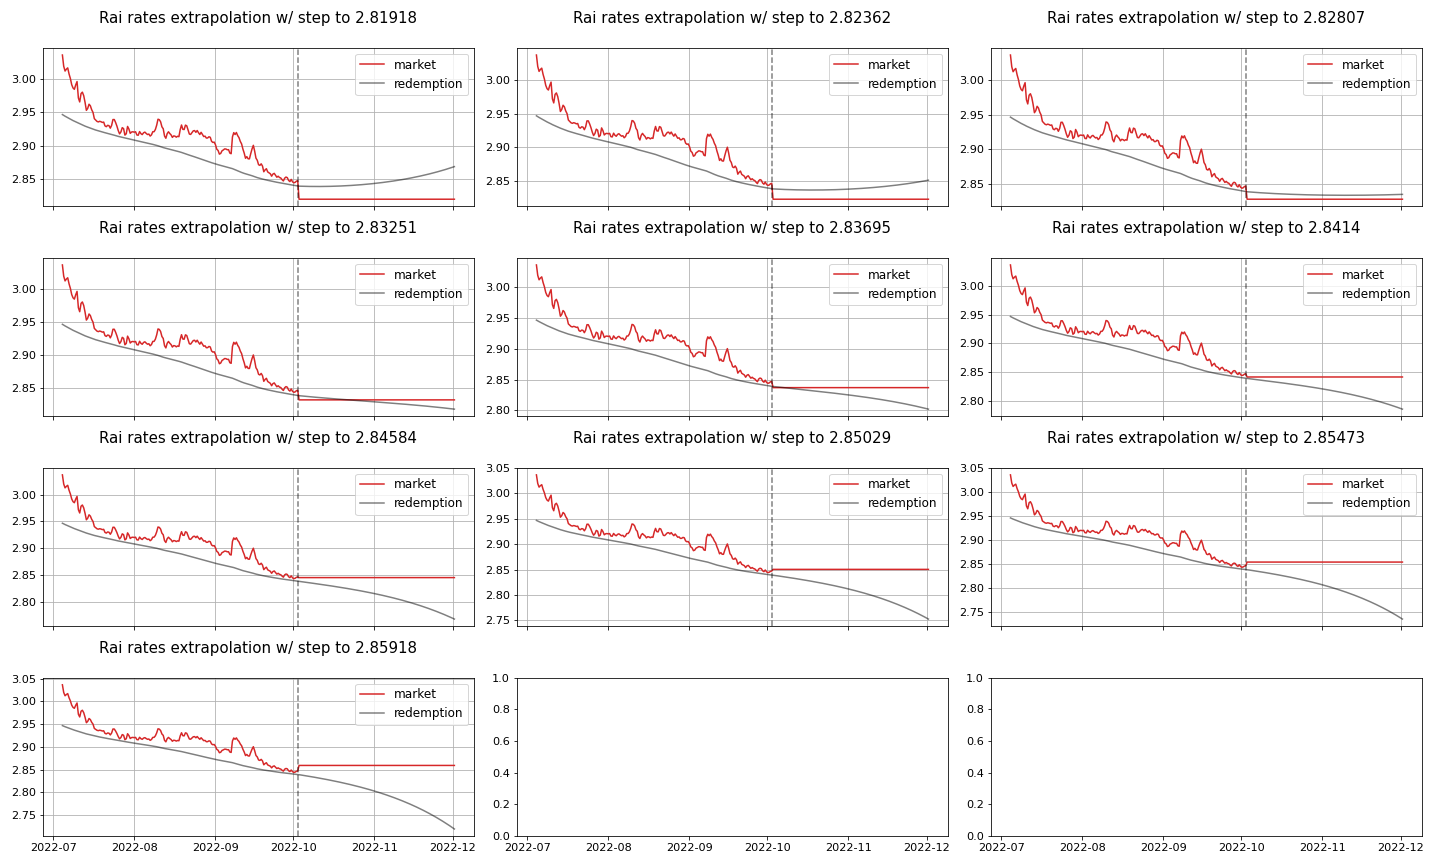 Rai rates extrapolation w/ step to 2.81918
Rai rates extrapolation w/ step to 2.82362
Rai rates extrapolation w/ step to 2.82807
3.00
2.95
2.90
2.85
market
redemption
3.00
2.95
2.90
2.85
market
redemption
3.00
2.95
2.90
2.85
market
redemption
Rai rates extrapolation w/ step to 2.83251
Rai rates extrapolation w/ step to 2.83695
Rai rates extrapolation w/ step to 2.8414
3.00
2.95
2.90
2.85
market
redemption
3.00
2.95
2.90
2.85
2.80
market
redemption
3.00
2.95
2.90
2.85
2.80
market
redemption
Rai rates extrapolation w/ step to 2.84584
Rai rates extrapolation w/ step to 2.85029
Rai rates extrapolation w/ step to 2.85473
3.00
2.95
2.90
2.85
2.80
market
redemption
3.05
3.00
2.95
2.90
2.85
2.80
2.75
market
redemption
3.05
3.00
2.95
2.90
2.85
2.80
2.75
market
redemption
Rai rates extrapolation w/ step to 2.85918
3.05
3.00
2.95
2.90
2.85
2.80
2.75
market
redemption
2022-07 2022-08 2022-09 2022-10 2022-11 2022-12
1.0
0.8
0.6
0.4
0.2
0.0
2022-07 2022-08 2022-09 2022-10 2022-11 2022-12
1.0
0.8
0.6
0.4
0.2
0.0
2022-07 2022-08 2022-09 2022-10 2022-11 2022-12